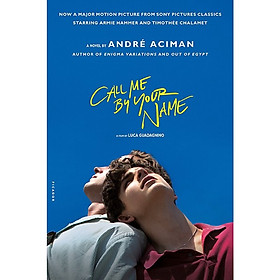 NOW A MAJOR MOTION PICTURE FROM SONY PICTURES CLASSICS
STARRING ARMIE HAMMER AND TIMOTHÉE CHALAMET
A NOVEL BY ANDRÉ ACIMAN
AUTHOR OF ENIGMA VARIATIONS AND OUT OF EGYPT
CALL ME
BY YOUR
NAME
A FILM BY LUCA GUADAGNINO
PICADOR